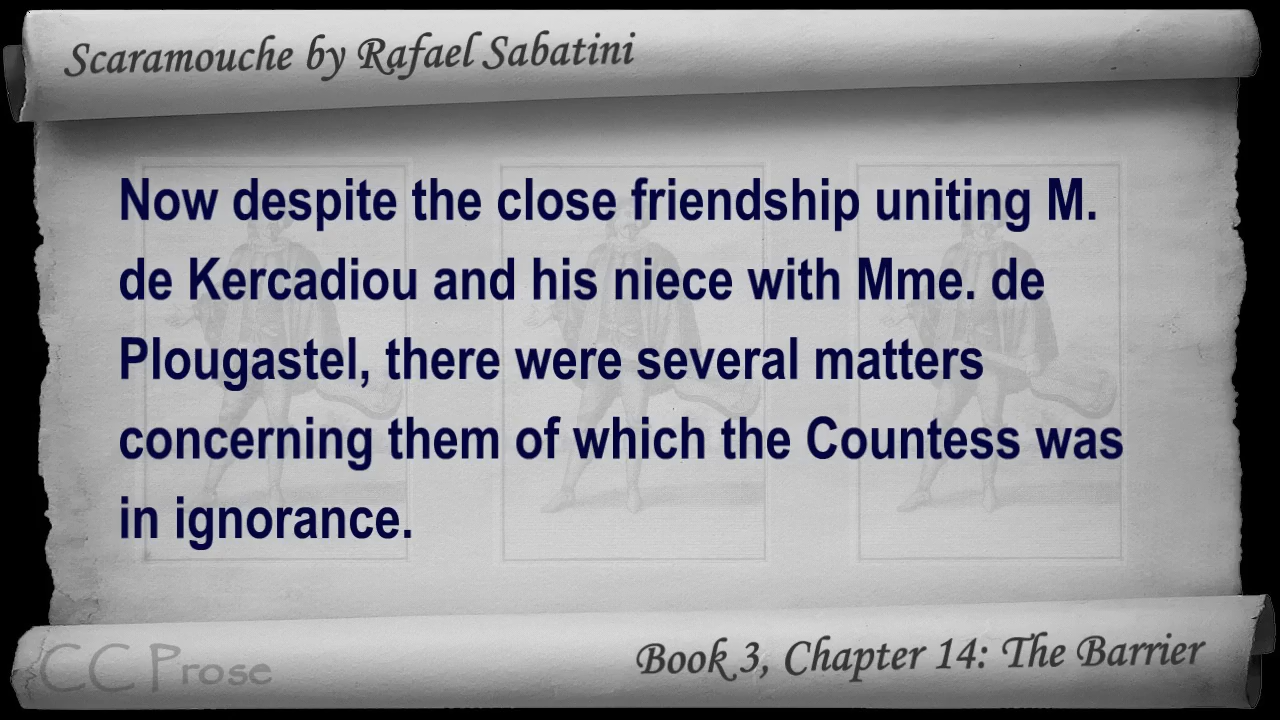 Scaramouche by Rafael Sabatini
Now despite the close friendship uniting M.
de Kercadiou and his niece with Mme. de
Plougastel, there were several matters
concerning them of which the Countess was
in ignorance.
CC Prose
Book 3, Chapter 14: The Barrier